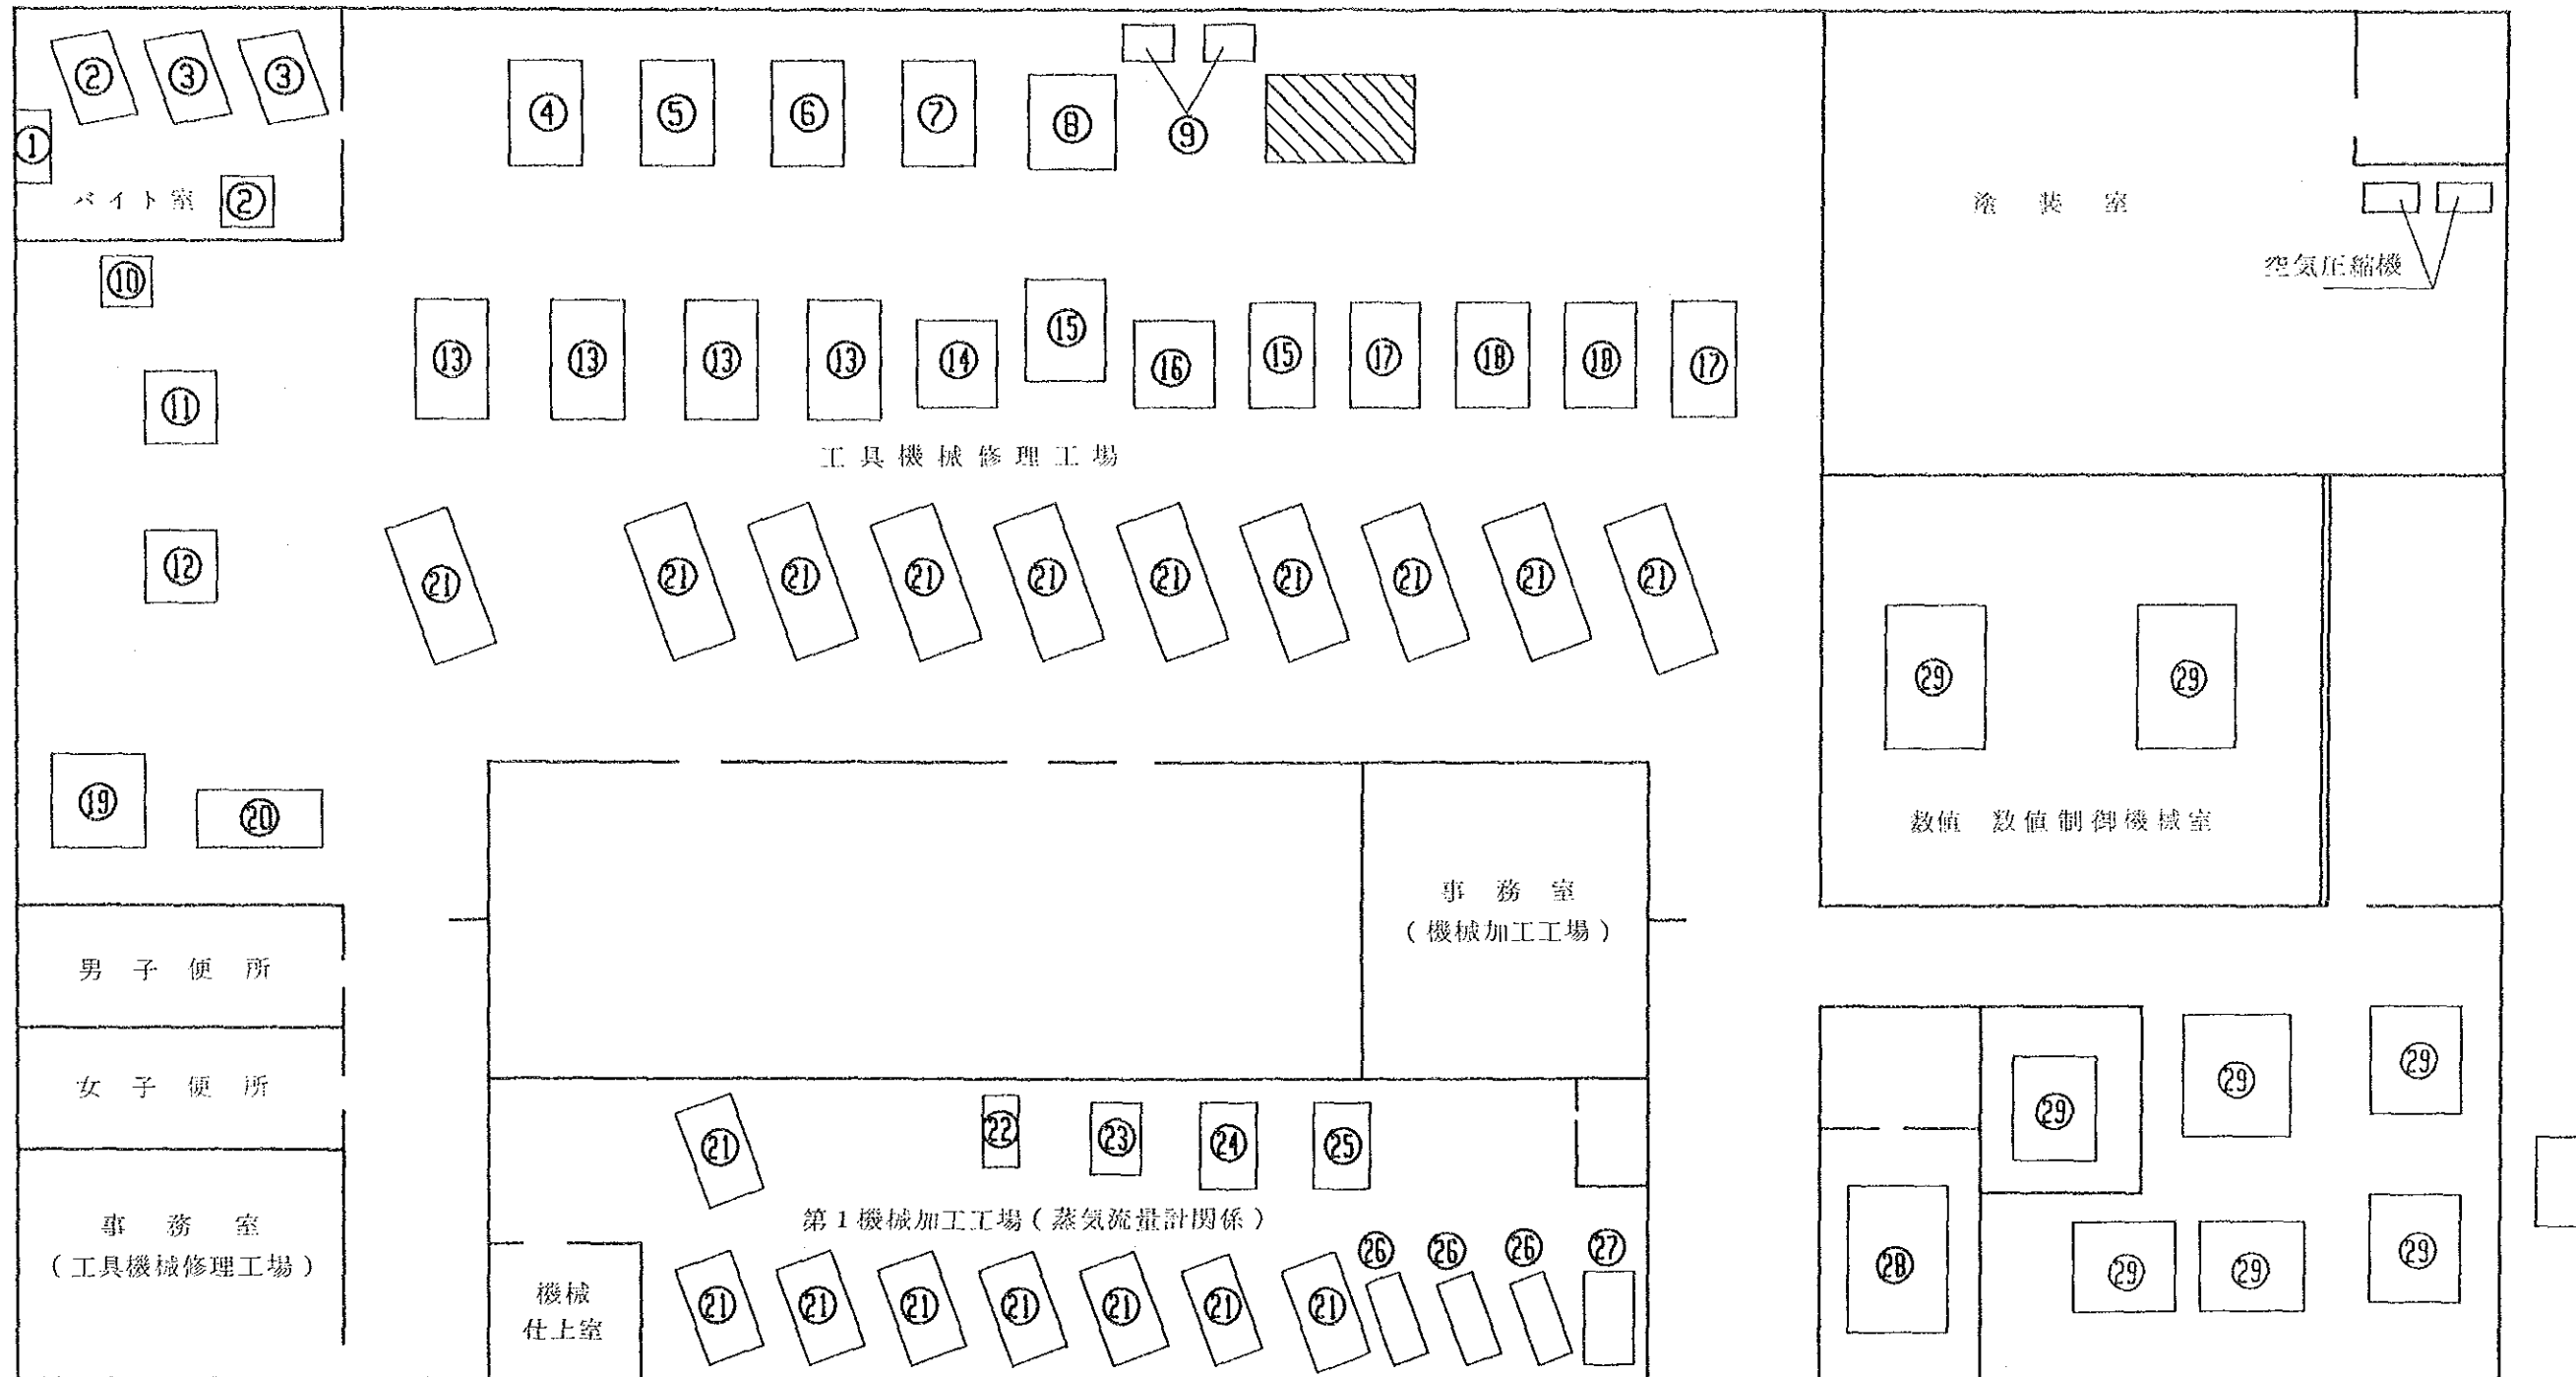 ② ③ ③
①
バイト室 ②
④ ⑤ ⑥ ⑦ ⑧ ⑨
塗装室
空気圧縮機
⑩
⑪
⑫
⑬ ⑬ ⑬ ⑬ ⑭ ⑮ ⑯ ⑮ ⑰ ⑱ ⑱ ⑰
工具機械修理工場
㉑ ㉑ ㉑ ㉑ ㉑ ㉑ ㉑ ㉑ ㉑ ㉑
㉙ ㉙
数値 数値制御機械室
⑲ ⑳
事務室
(機械加工工場)
男子便所
女子便所
事務室
(工具機械修理工場)
㉑ ㉒ ㉓ ㉔ ㉕
第1機械加工工場(蒸気流量計関係)
機械
仕上室
㉑ ㉑ ㉑ ㉑ ㉑ ㉑ ㉑ ㉖ ㉖ ㉖ ㉗
㉙ ㉙ ㉙
㉘ ㉙ ㉙ ㉙